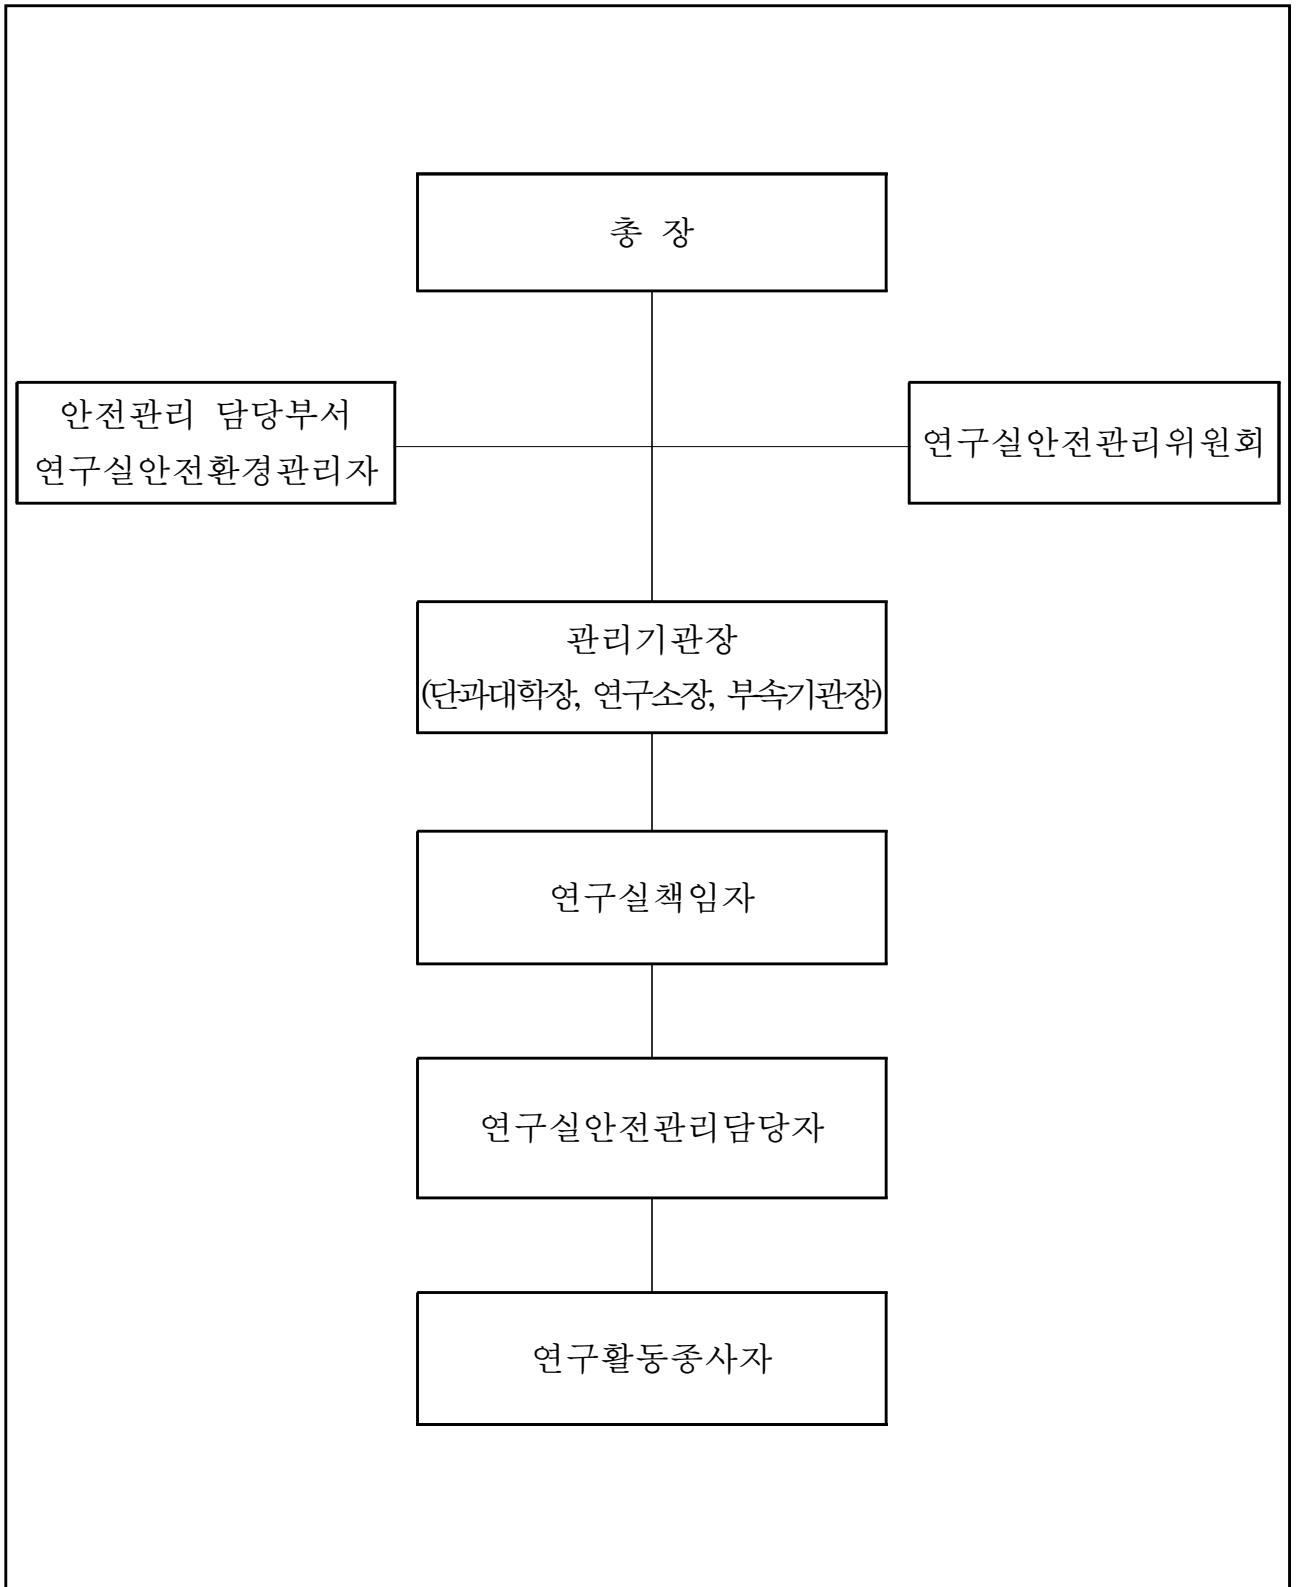 총 장
안전관리 담당부서
연구실안전환경관리자
연구실안전관리위원회
관리기관장
(단과대학장, 연구소장, 부속기관장)
연구실책임자
연구실안전관리담당자
연구활동종사자